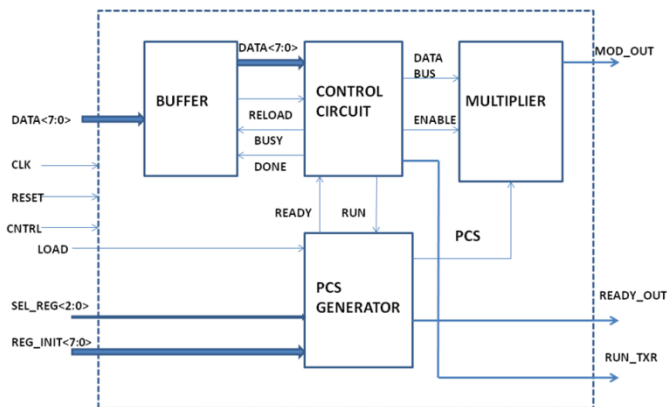 DATA<7:0>
MOD_OUT
DATA
BUS
BUFFER
CONTROL
CIRCUIT
MULTIPLIER
RELOAD
ENABLE
DATA<7:0>
BUSY
DONE
CLK
RESET
READY
RUN
CNTRL
PCS
LOAD
PCS
GENERATOR
SEL_REG<2:0>
READY_OUT
REG_INIT<7:0>
RUN_TXR